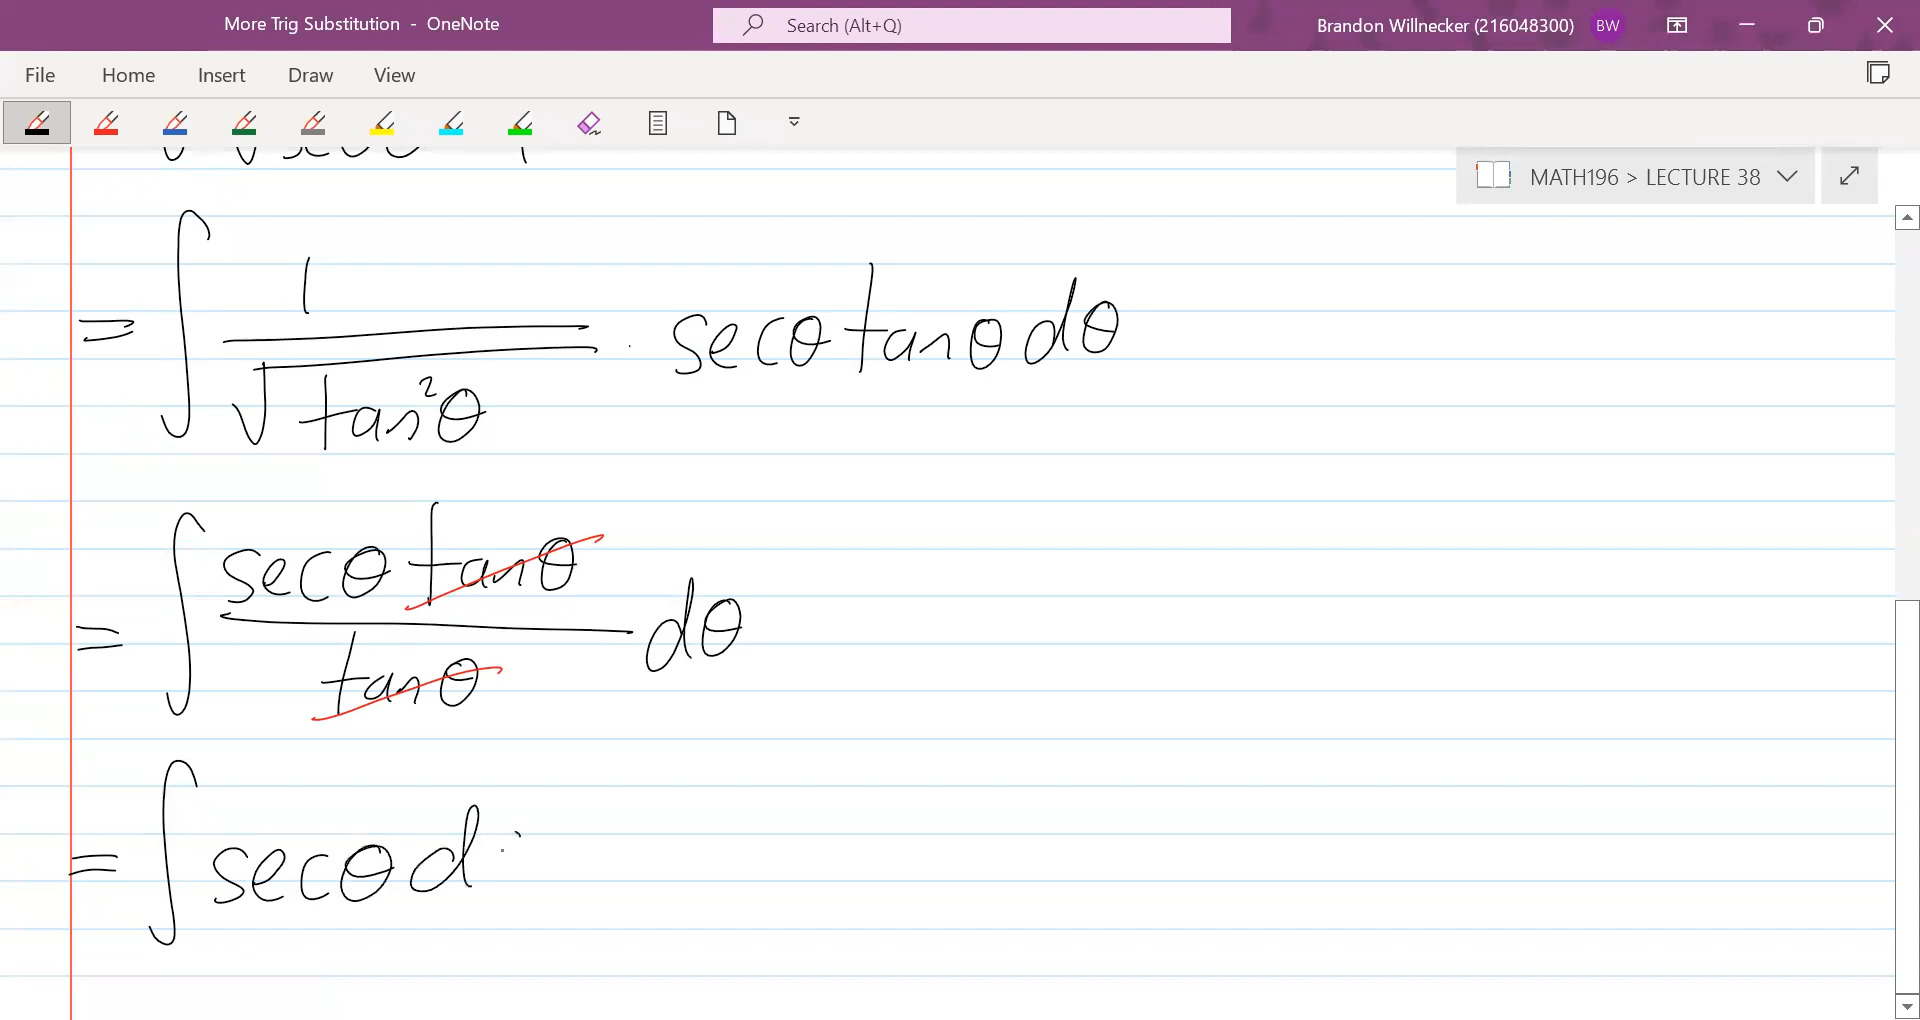 More Trig Substitution - OneNote
Search (Alt+Q)
Brandon Willnecker (216048300)
BW
File Home Insert Draw View
MATH196 > LECTURE 38
= ∫ 1/√(tan²θ) · secθ tanθ dθ
= ∫ (secθ tanθ)/(tanθ) dθ
= ∫ secθ d